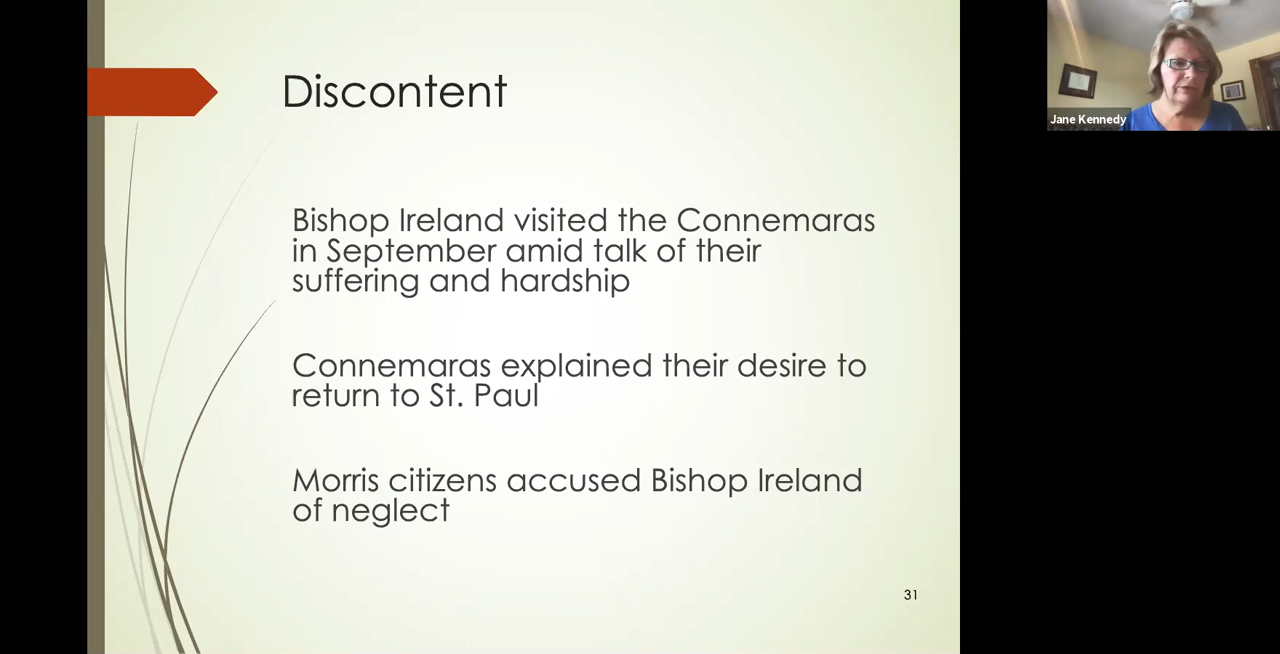 Discontent
Bishop Ireland visited the Connemaras
in September amid talk of their
suffering and hardship
Connemaras explained their desire to
return to St. Paul
Morris citizens accused Bishop Ireland
of neglect
31
Jane Kennedy